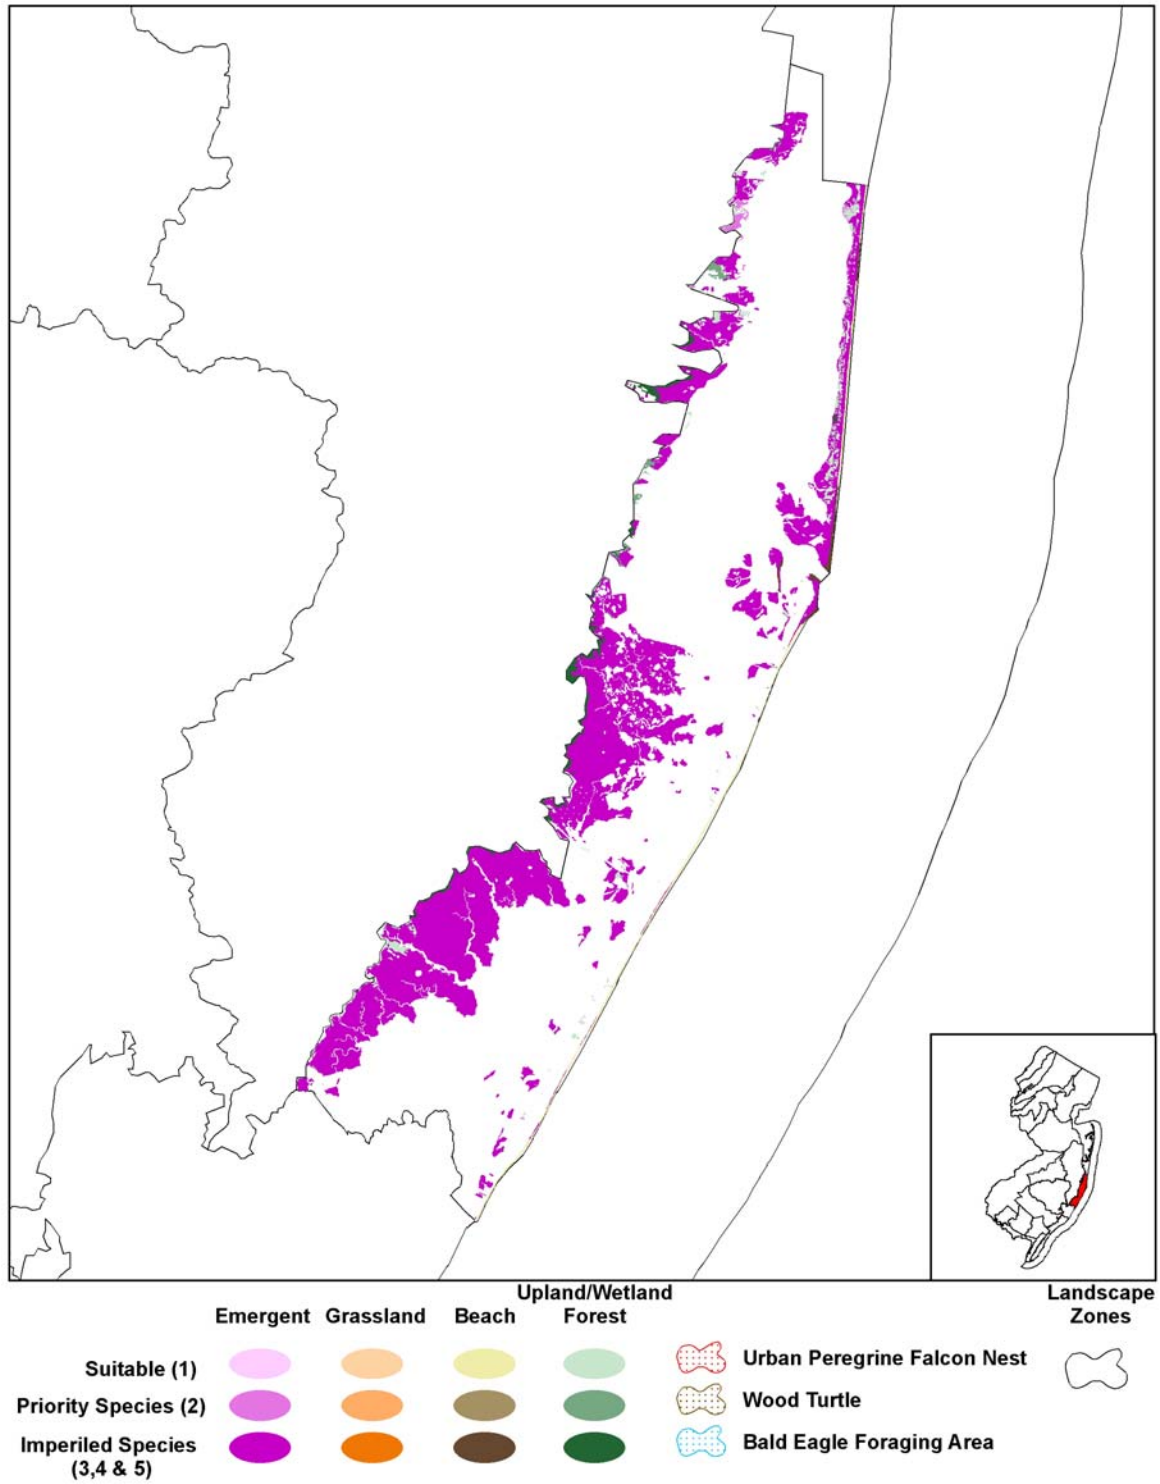 Upland/Wetland
Landscape
Emergent Grassland Beach Forest
Zones
Suitable (1)
Urban Peregrine Falcon Nest
Priority Species (2)
Wood Turtle
Imperiled Species
(3,4 & 5)
Bald Eagle Foraging Area